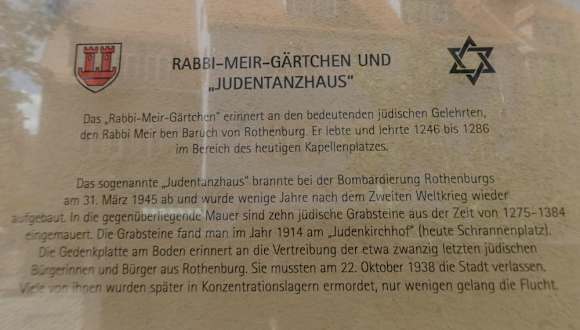 RABBI-MEIR-GÄRTCHEN UND
„JUDENTANZHAUS"
Das „Rabbi-Meir-Gärtchen" erinnert an den bedeutenden jüdischen Gelehrten,
den Rabbi Meir ben Baruch von Rothenburg. Er lebte und lehrte 1246 bis 1286
im Bereich des heutigen Kapellenplatzes.
Das sogenannte „Judentanzhaus" brannte bei der Bombardierung Rothenburgs
am 31. März 1945 ab und wurde wenige Jahre nach dem Zweiten Weltkrieg wieder
aufgebaut. In die gegenüberliegende Mauer sind zehn jüdische Grabsteine aus der Zeit von 1275-1384
eingemauert. Die Grabsteine fand man im Jahr 1914 am „Judenkirchhof" (heute Schrannenplatz).
Die Gedenkplatte am Boden erinnert an die Vertreibung der etwa zwanzig letzten jüdischen
Bürgerinnen und Bürger aus Rothenburg. Sie mussten am 22. Oktober 1938 die Stadt verlassen.
Viele von ihnen wurden später in Konzentrationslagern ermordet, nur wenigen gelang die Flucht.